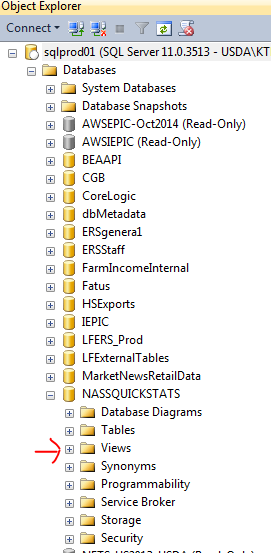 Object Explorer
Connect
sqlprod01 (SQL Server 11.0.3513 - USDA\KT
Databases
System Databases
Database Snapshots
AWSEPIC-Oct2014 (Read-Only)
AWSIEPIC (Read-Only)
BEAAPI
CGB
CoreLogic
dbMetadata
ERSgenera1
ERSStaff
FarmIncomeInternal
Fatus
HSExports
IEPIC
LFERS_Prod
LFExternalTables
MarketNewsRetailData
NASSQUICKSTATS
Database Diagrams
Tables
Views
Synonyms
Programmability
Service Broker
Storage
Security